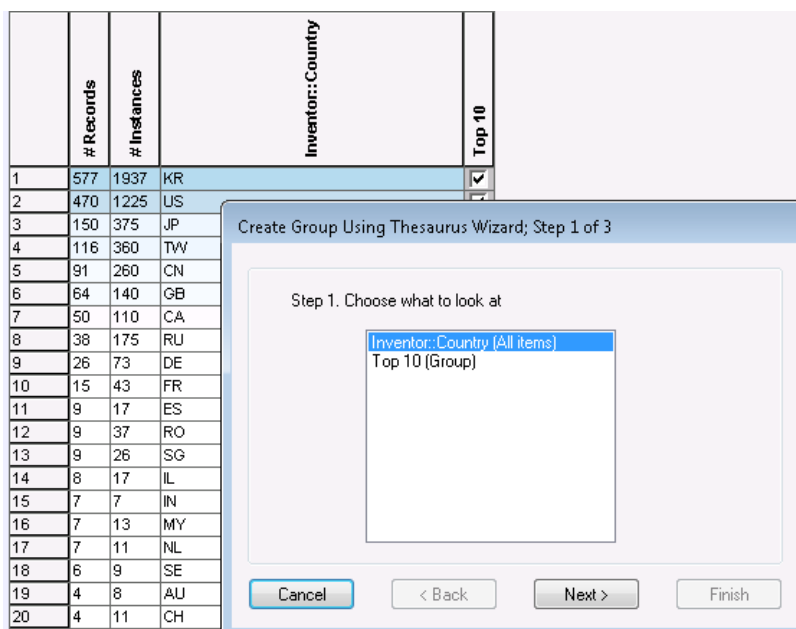 # Records	# Instances	Inventor::Country	Top 10
1	577	1937	KR
2	470	1225	US
3	150	375	JP
4	116	360	TW
5	91	260	CN
6	64	140	GB
7	50	110	CA
8	38	175	RU
9	26	73	DE
10	15	43	FR
11	9	17	ES
12	9	37	RO
13	9	26	SG
14	8	17	IL
15	7	7	IN
16	7	13	MY
17	7	11	NL
18	6	9	SE
19	4	8	AU
20	4	11	CH
Create Group Using Thesaurus Wizard; Step 1 of 3
Step 1. Choose what to look at
Inventor::Country (All items)
Top 10 (Group)
Cancel	< Back	Next >	Finish